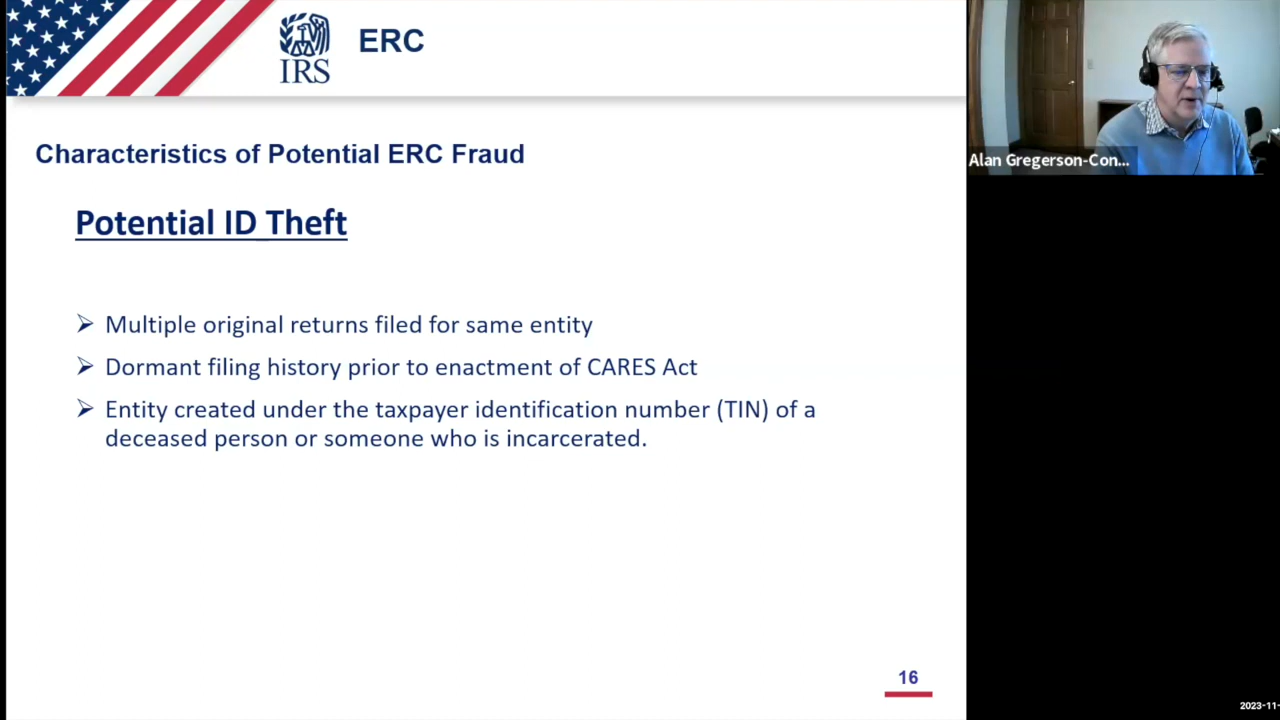 IRS
ERC
Characteristics of Potential ERC Fraud
Potential ID Theft
➢ Multiple original returns filed for same entity
➢ Dormant filing history prior to enactment of CARES Act
➢ Entity created under the taxpayer identification number (TIN) of a
deceased person or someone who is incarcerated.
16
Alan Gregerson-Con...
2023-11-